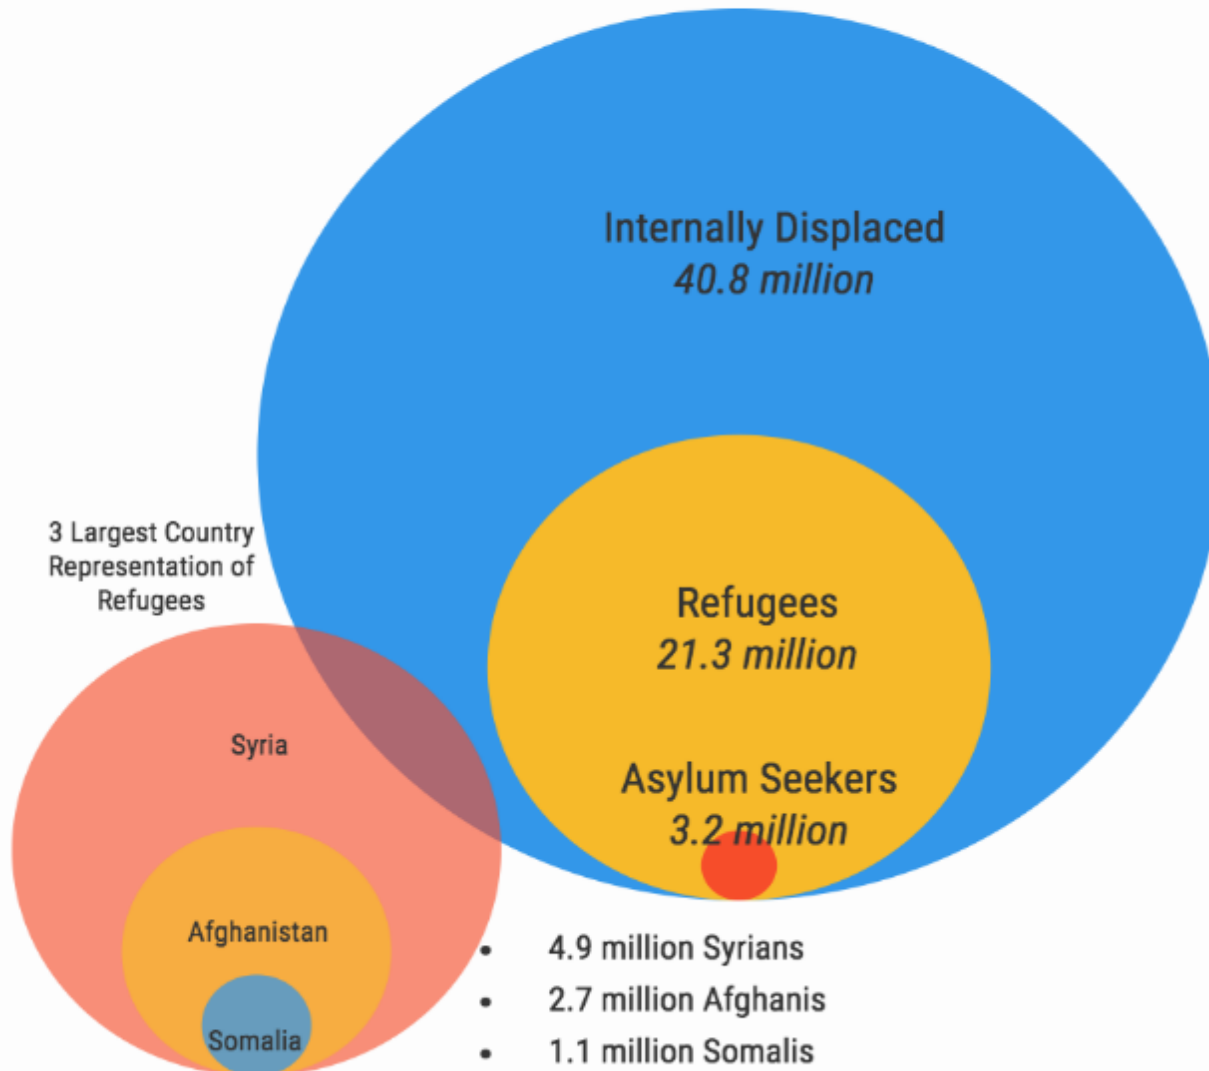 Internally Displaced
40.8 million
3 Largest Country
Representation of
Refugees
Refugees
21.3 million
Syria
Asylum Seekers
3.2 million
Afghanistan
Somalia
• 4.9 million Syrians
• 2.7 million Afghanis
• 1.1 million Somalis